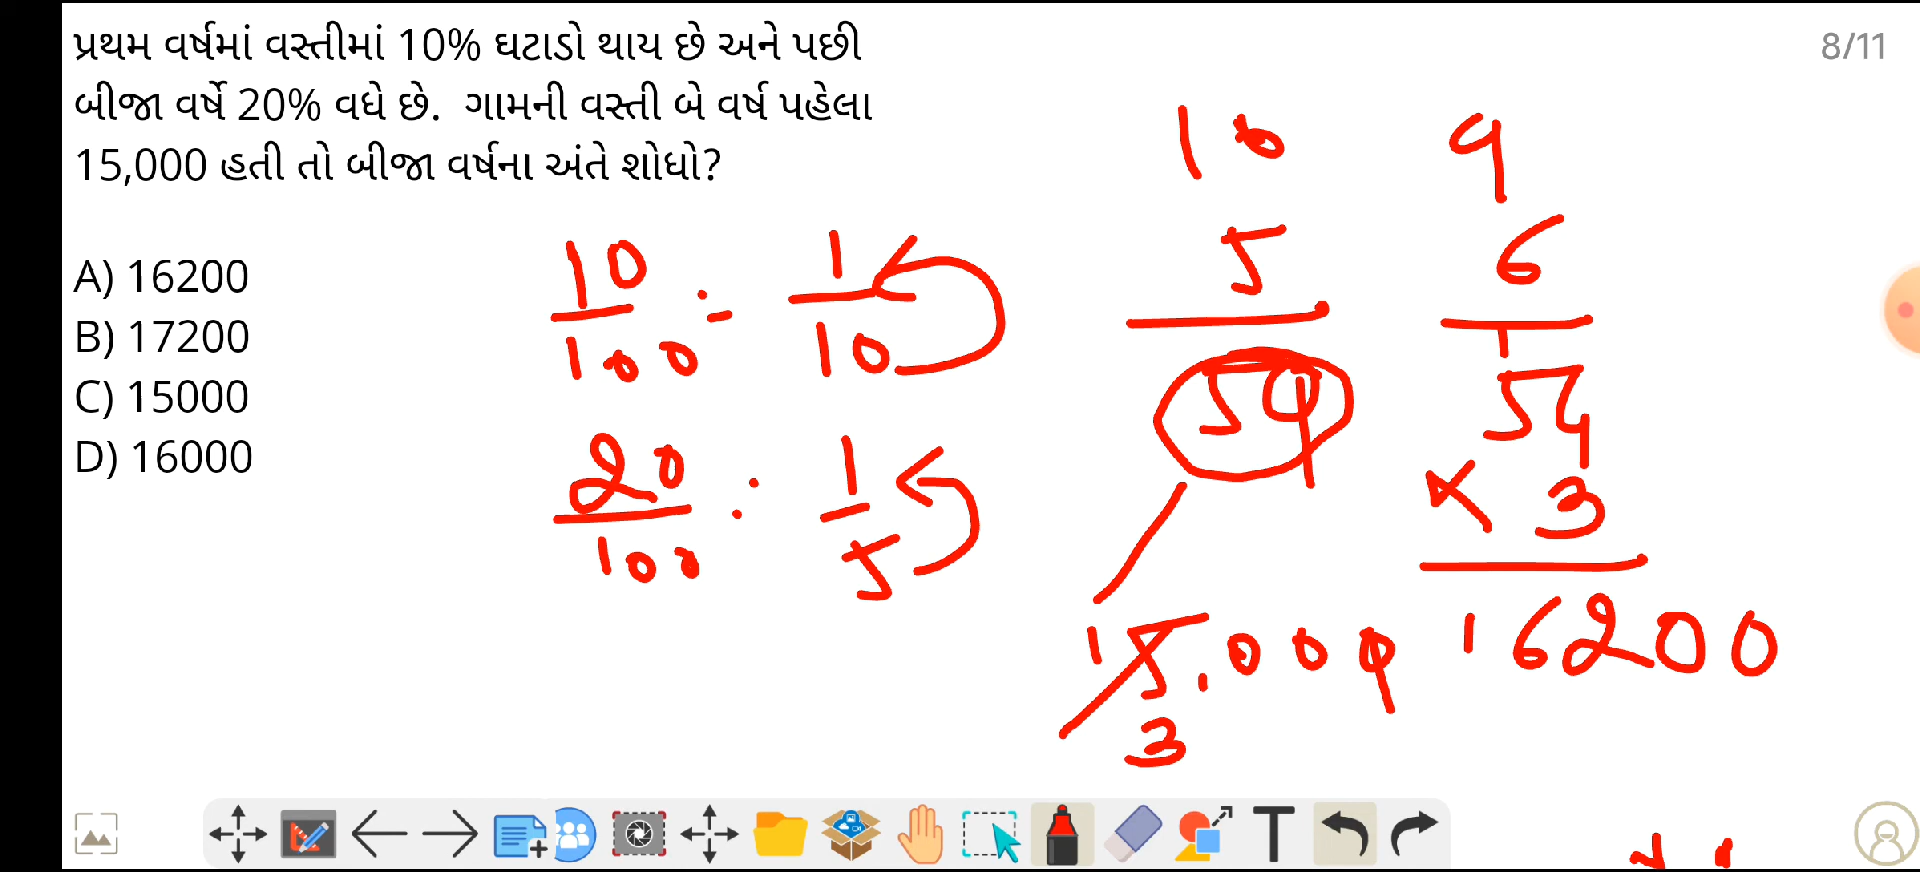 પ્રથમ વર્ષમાં વસ્તીમાં 10% ઘટાડો થાય છે અને પછી
બીજા વર્ષે 20% વધે છે. ગામની વસ્તી બે વર્ષ પહેલા
15,000 હતી તો બીજા વર્ષના અંતે શોધો?
8/11
A) 16200
B) 17200
C) 15000
D) 16000
10/100 = 1/10
20/100 = 1/5
10 9
5 6
50 54
× 3
15,000 16200
3
T